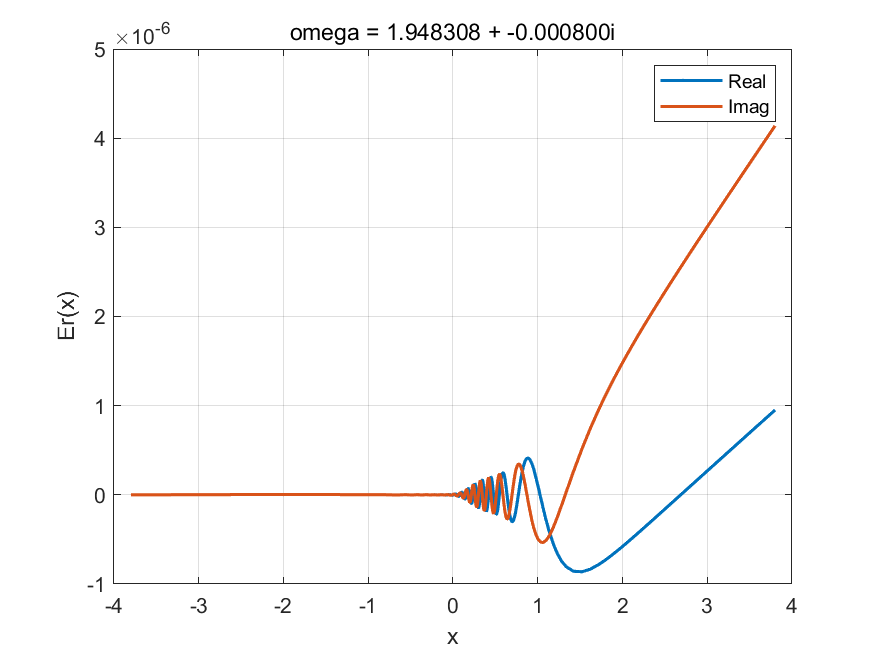 omega = 1.948308 + -0.000800i
×10⁻⁶
5
4
3
2
1
0
-1
Er(x)
Real
Imag
-4 -3 -2 -1 0 1 2 3 4
x